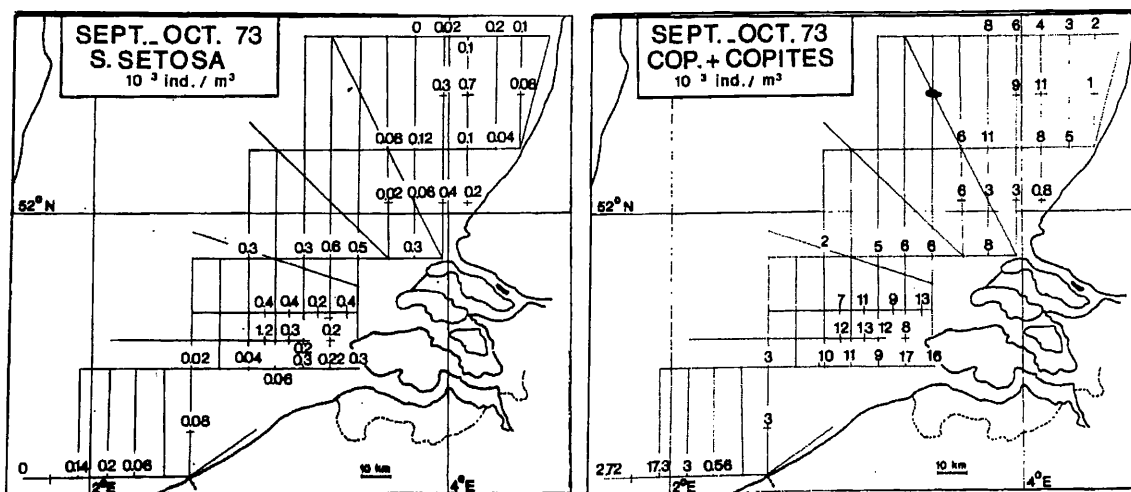 SEPT._OCT. 73
S. SETOSA
10 ³ ind./ m³
0 0.02 0.2 0.1
0.1
0.3 0.7 0.08
0.08 0.12 0.1 0.04
0.02 0.06 0.4 0.2
52° N
0.3 0.3 0.6 0.5 0.3
0.4 0.4 0.2 0.4
1.2 0.3 0.2
0.2
0.02 0.04 0.3 0.22 0.3
0.06
0.08
0 0.14 0.2 0.06
10 km
2°E 4°E
SEPT._OCT. 73
COP. + COPITES
10 ³ ind./ m³
8 6 4 3 2
9 11 1
6 11 8 5
6 3 3 0.8
2 5 6 6 8
7 11 9 13
12 13 12 8
3 10 11 9 17 16
3
2.72 17.3 3 0.56
10 km
2°E 4°E